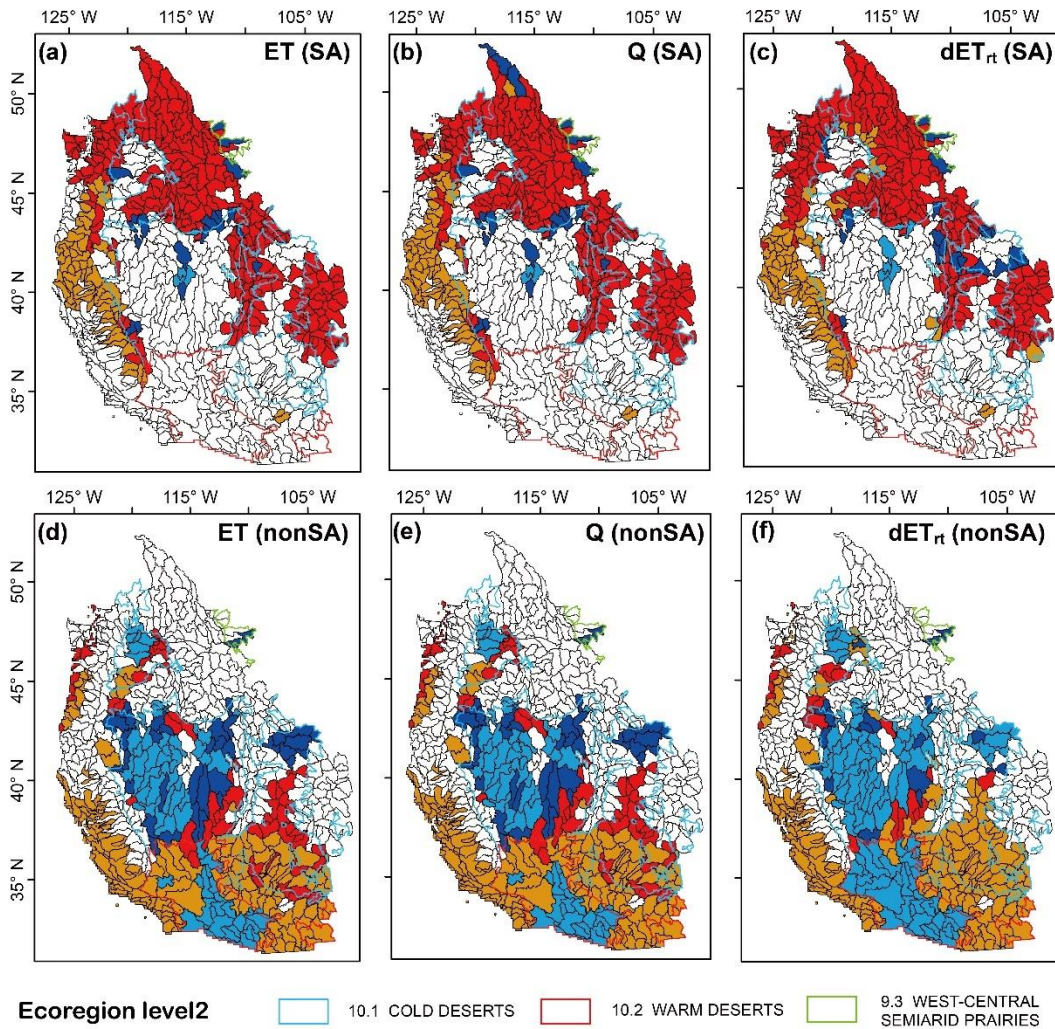 125° W 115° W 105° W 125° W 115° W 105° W 125° W 115° W 105° W
(a) ET (SA) (b) Q (SA) (c) dETrt (SA)
50° N
45° N
40° N
35° N
125° W 115° W 105° W 125° W 115° W 105° W 125° W 115° W 105° W
(d) ET (nonSA) (e) Q (nonSA) (f) dETrt (nonSA)
50° N
45° N
40° N
35° N
Ecoregion level2 10.1 COLD DESERTS 10.2 WARM DESERTS 9.3 WEST-CENTRAL
SEMIARID PRAIRIES